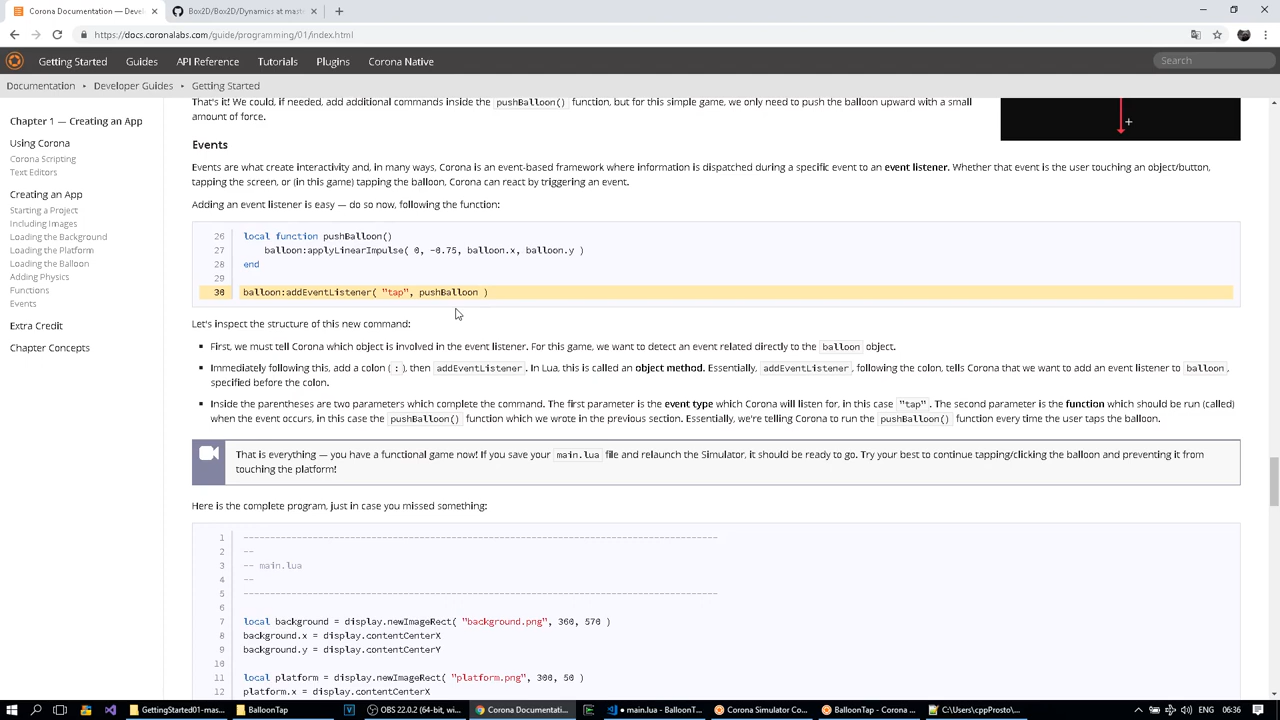 Corona Documentation — Devel
Box2D/Box2D/Dynamics at mast
https://docs.coronalabs.com/guide/programming/01/index.html
Getting Started Guides API Reference Tutorials Plugins Corona Native Search
Documentation ▸ Developer Guides ▸ Getting Started
Chapter 1 — Creating an App
Using Corona
Corona Scripting
Text Editors
Creating an App
Starting a Project
Including Images
Loading the Background
Loading the Platform
Loading the Balloon
Adding Physics
Functions
Events
Extra Credit
Chapter Concepts
That's it! We could, if needed, add additional commands inside the pushBalloon() function, but for this simple game, we only need to push the balloon upward with a small
amount of force.
Events
Events are what create interactivity and, in many ways, Corona is an event-based framework where information is dispatched during a specific event to an event listener. Whether that event is the user touching an object/button,
tapping the screen, or (in this game) tapping the balloon, Corona can react by triggering an event.
Adding an event listener is easy — do so now, following the function:
26 local function pushBalloon()
27 balloon:applyLinearImpulse( 0, -0.75, balloon.x, balloon.y )
28 end
29
30 balloon:addEventListener( "tap", pushBalloon )
Let's inspect the structure of this new command:
▪ First, we must tell Corona which object is involved in the event listener. For this game, we want to detect an event related directly to the balloon object.
▪ Immediately following this, add a colon ( : ), then addEventListener. In Lua, this is called an object method. Essentially, addEventListener, following the colon, tells Corona that we want to add an event listener to balloon,
specified before the colon.
▪ Inside the parentheses are two parameters which complete the command. The first parameter is the event type which Corona will listen for, in this case "tap". The second parameter is the function which should be run (called)
when the event occurs, in this case the pushBalloon() function which we wrote in the previous section. Essentially, we're telling Corona to run the pushBalloon() function every time the user taps the balloon.
That is everything — you have a functional game now! If you save your main.lua file and relaunch the Simulator, it should be ready to go. Try your best to continue tapping/clicking the balloon and preventing it from
touching the platform!
Here is the complete program, just in case you missed something:
1 -----------------------------------------------------------------------------------------
2 --
3 -- main.lua
4 --
5 -----------------------------------------------------------------------------------------
6
7 local background = display.newImageRect( "background.png", 360, 570 )
8 background.x = display.contentCenterX
9 background.y = display.contentCenterY
10
11 local platform = display.newImageRect( "platform.png", 300, 50 )
12 platform.x = display.contentCenterX
GettingStarted01-mas...
BalloonTap
OBS 22.0.2 (64-bit, wi...
Corona Documentati...
• main.lua - BalloonT...
Corona Simulator Co...
BalloonTap - Corona ...
C:\Users\cppProsto\...
ENG 06:36